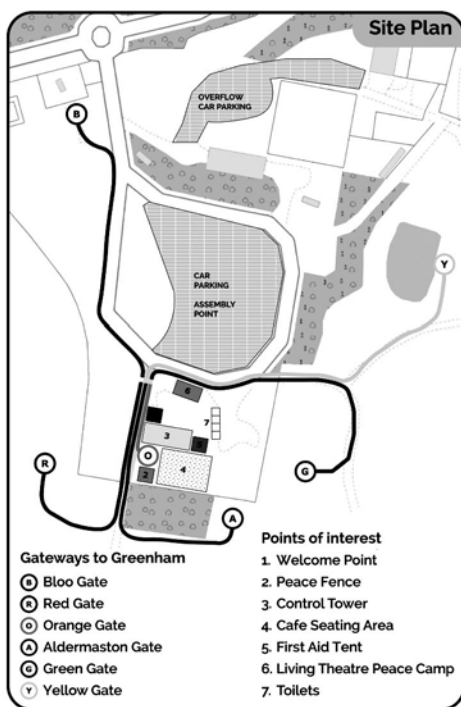 Site Plan
OVERFLOW
CAR PARKING
B
Y
CAR
PARKING
ASSEMBLY
POINT
6
7
3
5
R
O
4
G
2
A
Gateways to Greenham
B Bloo Gate
R Red Gate
O Orange Gate
A Aldermaston Gate
G Green Gate
Y Yellow Gate
Points of interest
1. Welcome Point
2. Peace Fence
3. Control Tower
4. Cafe Seating Area
5. First Aid Tent
6. Living Theatre Peace Camp
7. Toilets